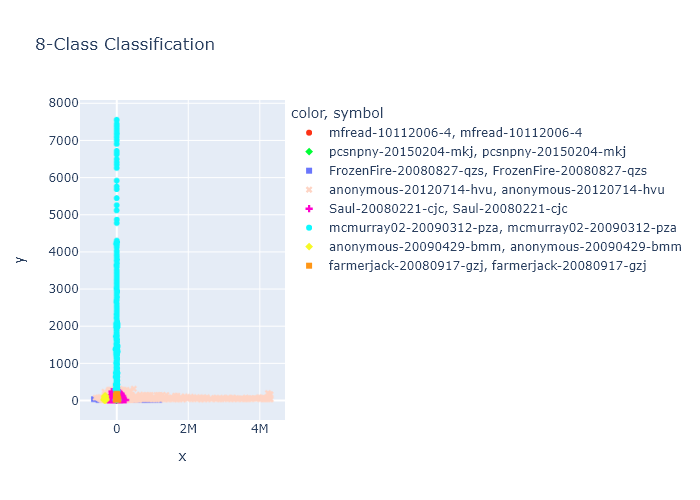 8-Class Classification
color, symbol
mfread-10112006-4, mfread-10112006-4
pcsnpny-20150204-mkj, pcsnpny-20150204-mkj
FrozenFire-20080827-qzs, FrozenFire-20080827-qzs
anonymous-20120714-hvu, anonymous-20120714-hvu
Saul-20080221-cjc, Saul-20080221-cjc
mcmurray02-20090312-pza, mcmurray02-20090312-pza
anonymous-20090429-bmm, anonymous-20090429-bmm
farmerjack-20080917-gzj, farmerjack-20080917-gzj
8000
7000
6000
5000
4000
3000
2000
1000
0
y
0 2M 4M
x